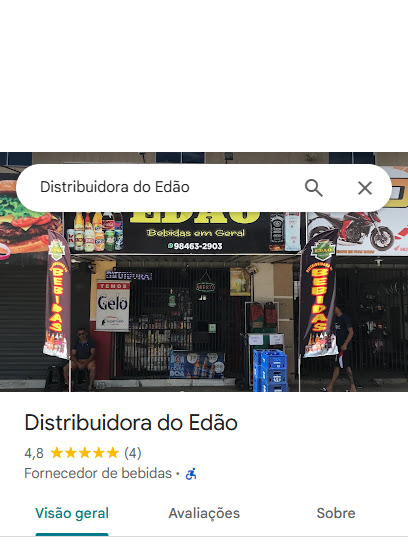 Distribuidora do Edão
EDÃO
Bebidas em Geral
98463-2903
TEMOS
Gelo
ABERTO
BEBIDAS
BEBIDAS
Distribuidora do Edão
4,8 ★★★★★ (4)
Fornecedor de bebidas ·
Visão geral
Avaliações
Sobre